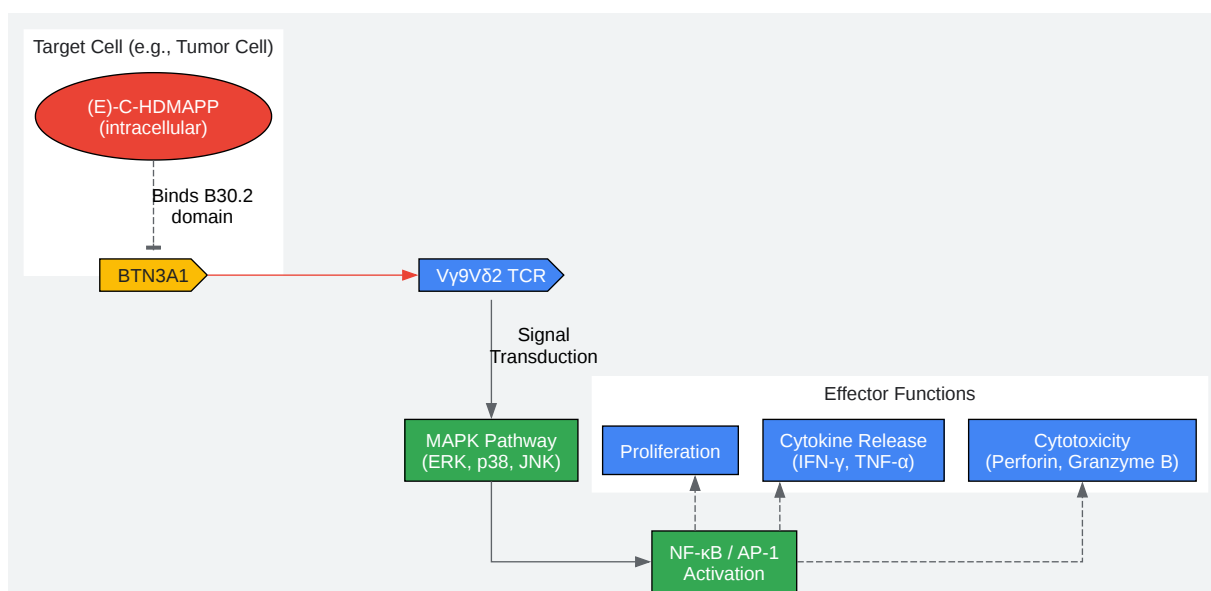 Target Cell (e.g., Tumor Cell)
(E)-C-HDMAPP
(intracellular)
Binds B30.2
domain
BTN3A1
Vγ9Vδ2 TCR
Signal
Transduction
MAPK Pathway
(ERK, p38, JNK)
Effector Functions
Proliferation
Cytokine Release
(IFN-γ, TNF-α)
Cytotoxicity
(Perforin, Granzyme B)
NF-κB / AP-1
Activation